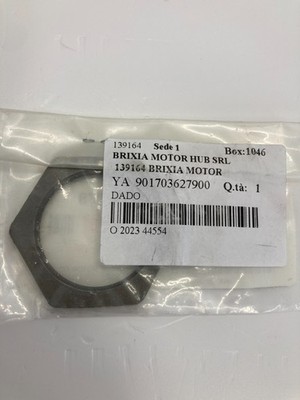 139164 Sede 1 Box:1046
BRIXIA MOTOR HUB SRL
139164 BRIXIA MOTOR
YA 901703627900 Q.tà: 1
DADO
O 2023 44554